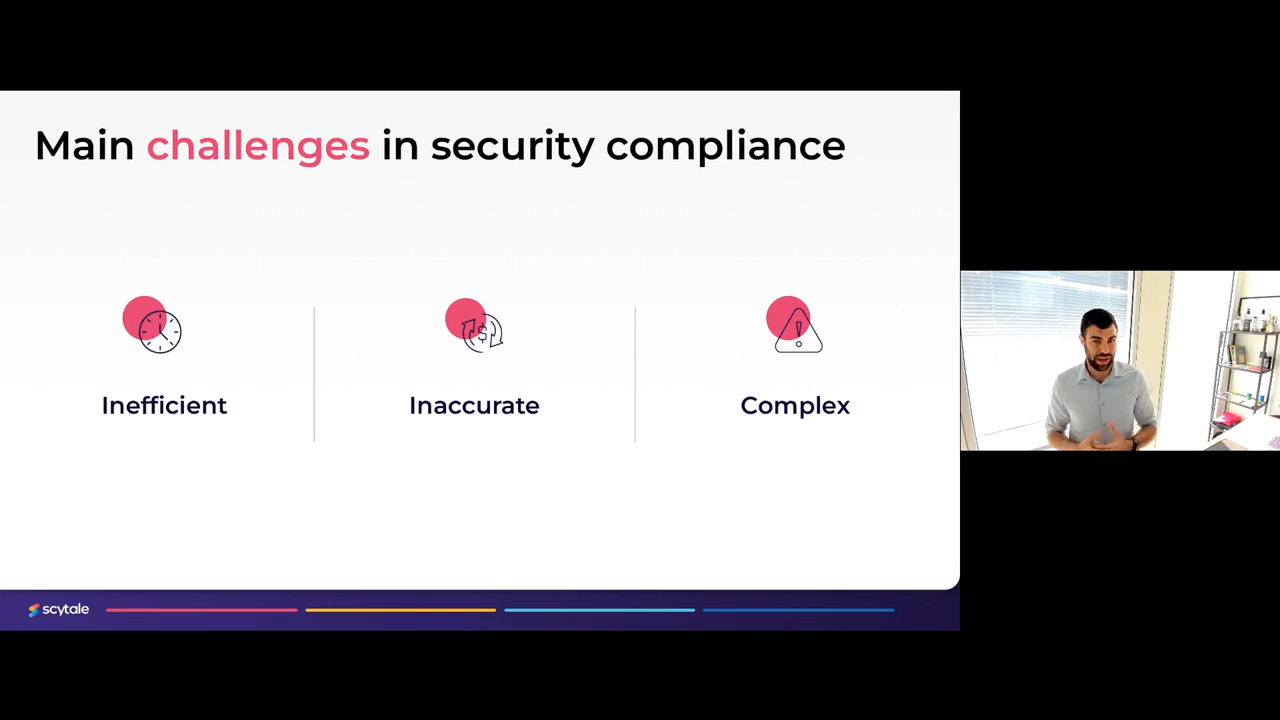 Main challenges in security compliance
Inefficient
Inaccurate
Complex
scytale